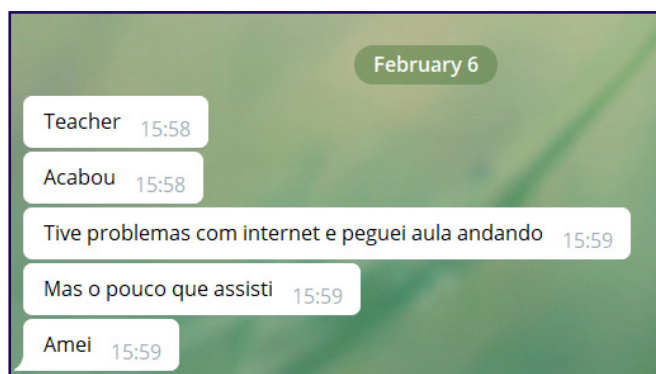 February 6
Teacher 15:58
Acabou 15:58
Tive problemas com internet e peguei aula andando 15:59
Mas o pouco que assisti 15:59
Amei 15:59